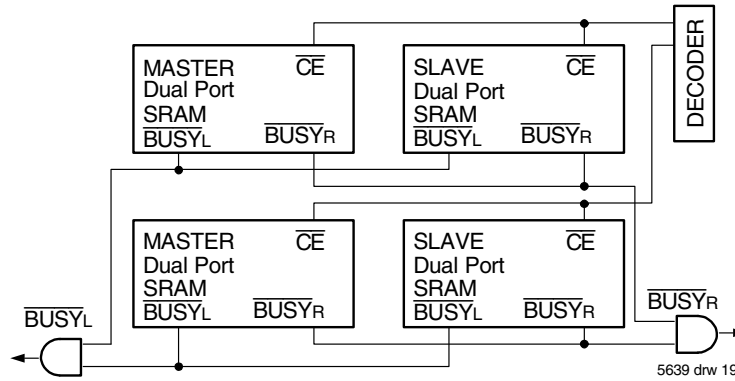 MASTER
Dual Port
SRAM
BUSYL
CE
BUSYR
SLAVE
Dual Port
SRAM
BUSYL
CE
BUSYR
DECODER
MASTER
Dual Port
SRAM
BUSYL
CE
BUSYR
SLAVE
Dual Port
SRAM
BUSYL
CE
BUSYR
BUSYL
BUSYR
5639 drw 19